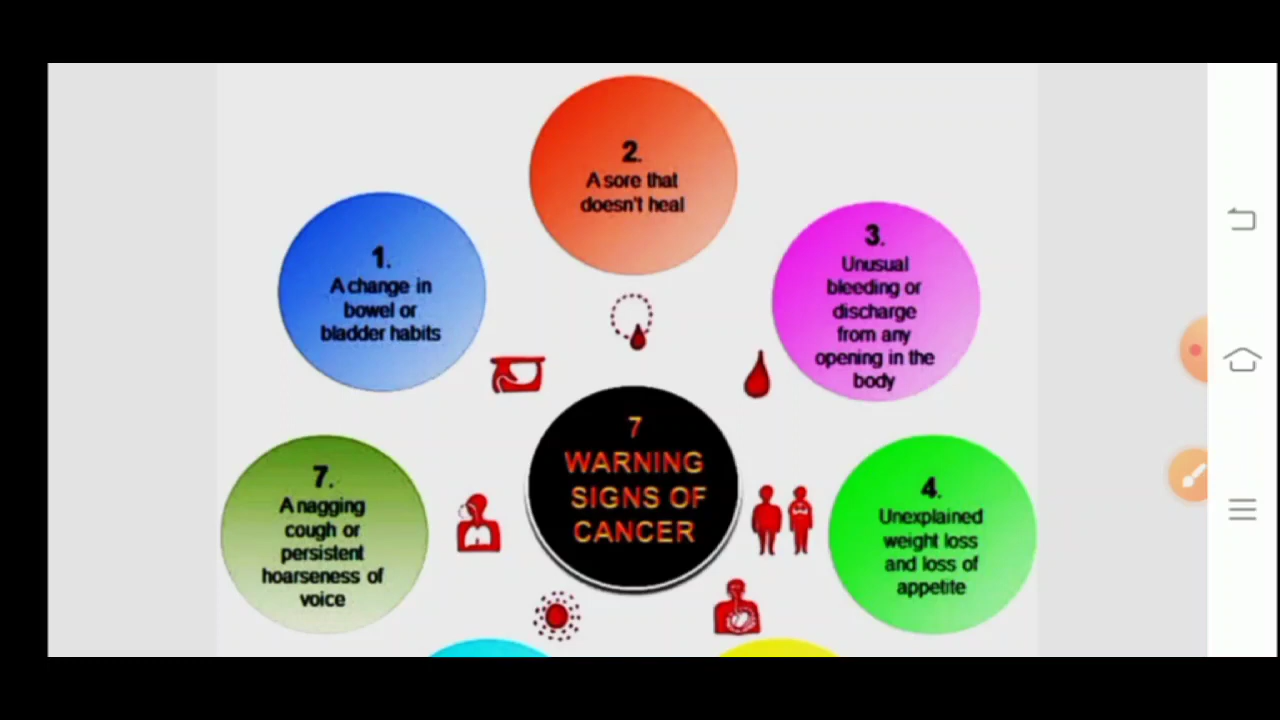 1.
A change in
bowel or
bladder habits
2.
A sore that
doesn't heal
3.
Unusual
bleeding or
discharge
from any
opening in the
body
4.
Unexplained
weight loss
and loss of
appetite
7.
A nagging
cough or
persistent
hoarseness of
voice
7
WARNING
SIGNS OF
CANCER